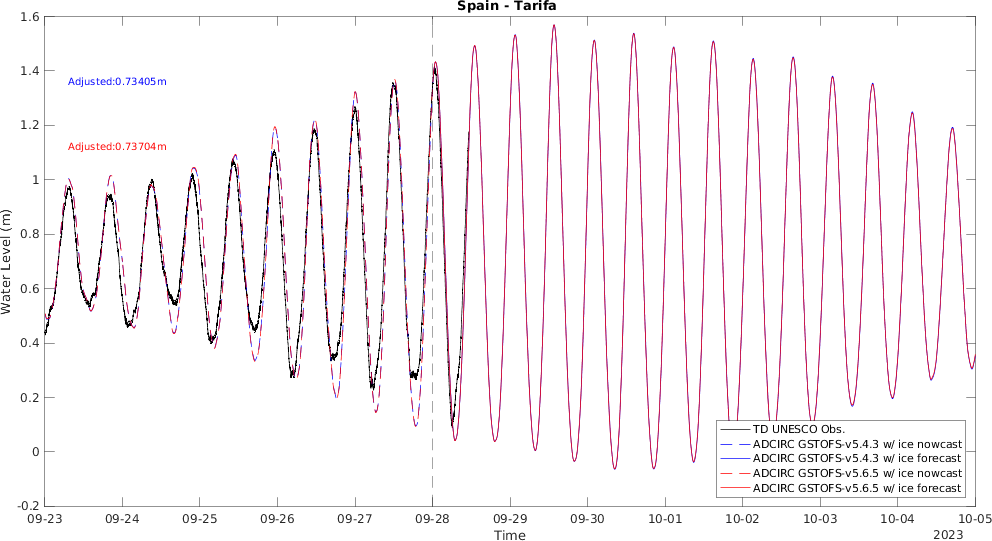 Spain - Tarifa
1.6
1.4
1.2
1
0.8
0.6
0.4
0.2
0
-0.2
Water Level (m)
Adjusted:0.73405m
Adjusted:0.73704m
TD UNESCO Obs.
ADCIRC GSTOFS-v5.4.3 w/ ice nowcast
ADCIRC GSTOFS-v5.4.3 w/ ice forecast
ADCIRC GSTOFS-v5.6.5 w/ ice nowcast
ADCIRC GSTOFS-v5.6.5 w/ ice forecast
09-23 09-24 09-25 09-26 09-27 09-28 09-29 09-30 10-01 10-02 10-03 10-04 10-05
Time
2023